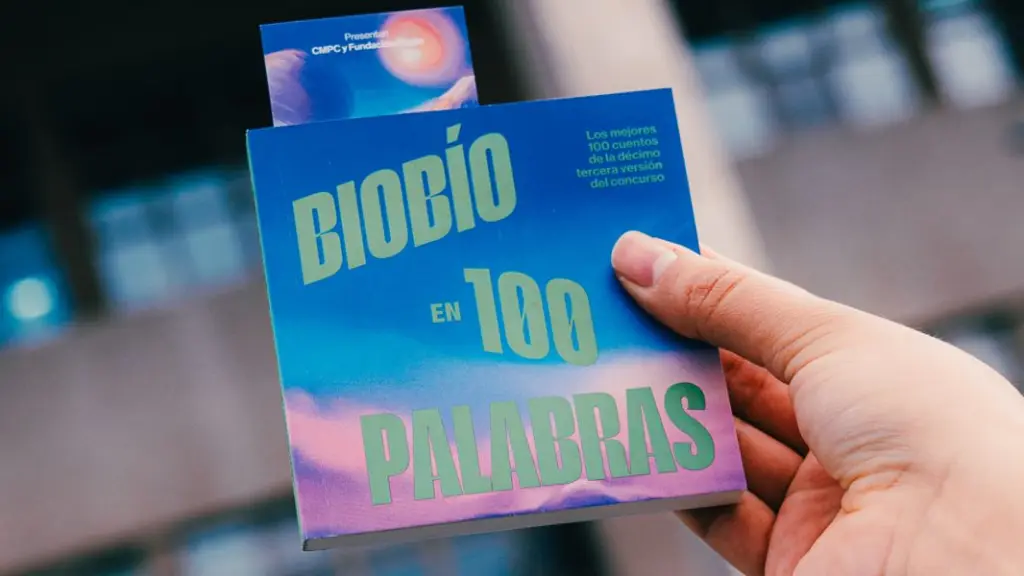 Presentan
CMPC y Fundación
BIOBÍO
EN 100
PALABRAS
Los mejores
100 cuentos
de la décimo
tercera versión
del concurso